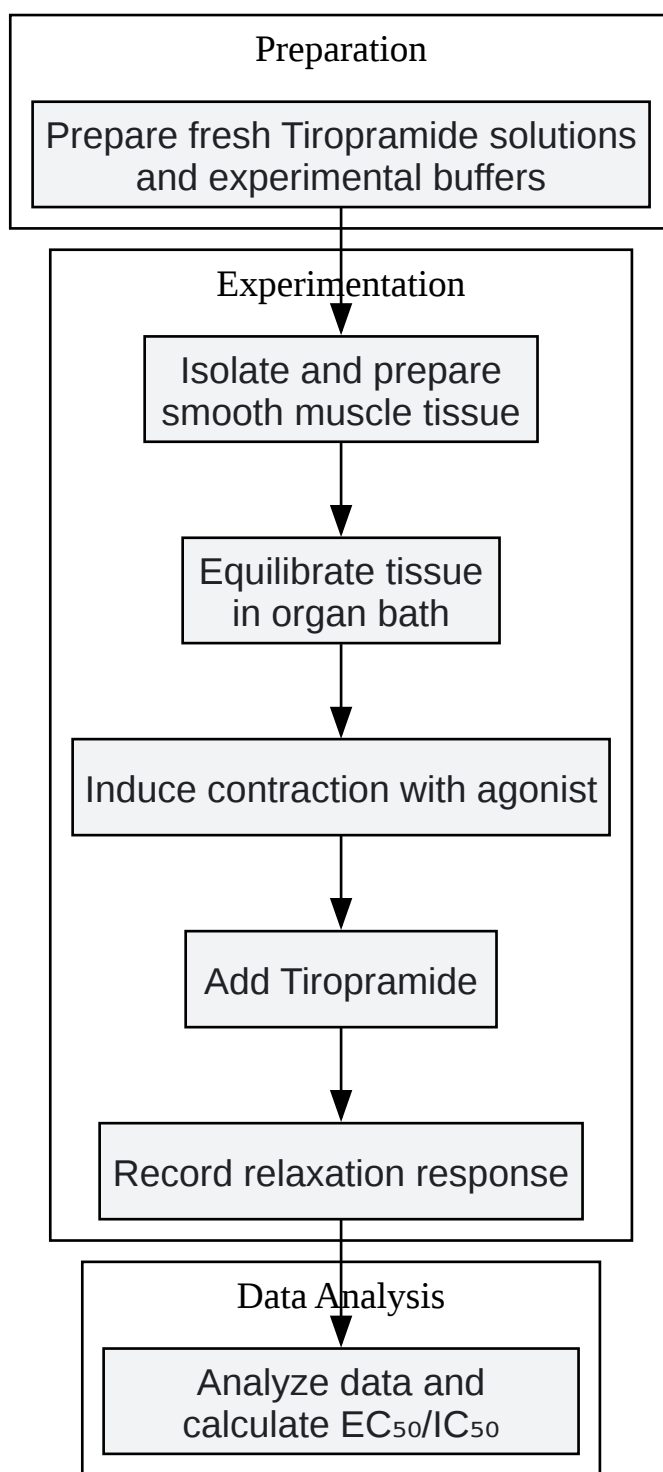 Preparation
Prepare fresh Tiropramide solutions
and experimental buffers
Experimentation
Isolate and prepare
smooth muscle tissue
Equilibrate tissue
in organ bath
Induce contraction with agonist
Add Tiropramide
Record relaxation response
Data Analysis
Analyze data and
calculate EC₅₀/IC₅₀